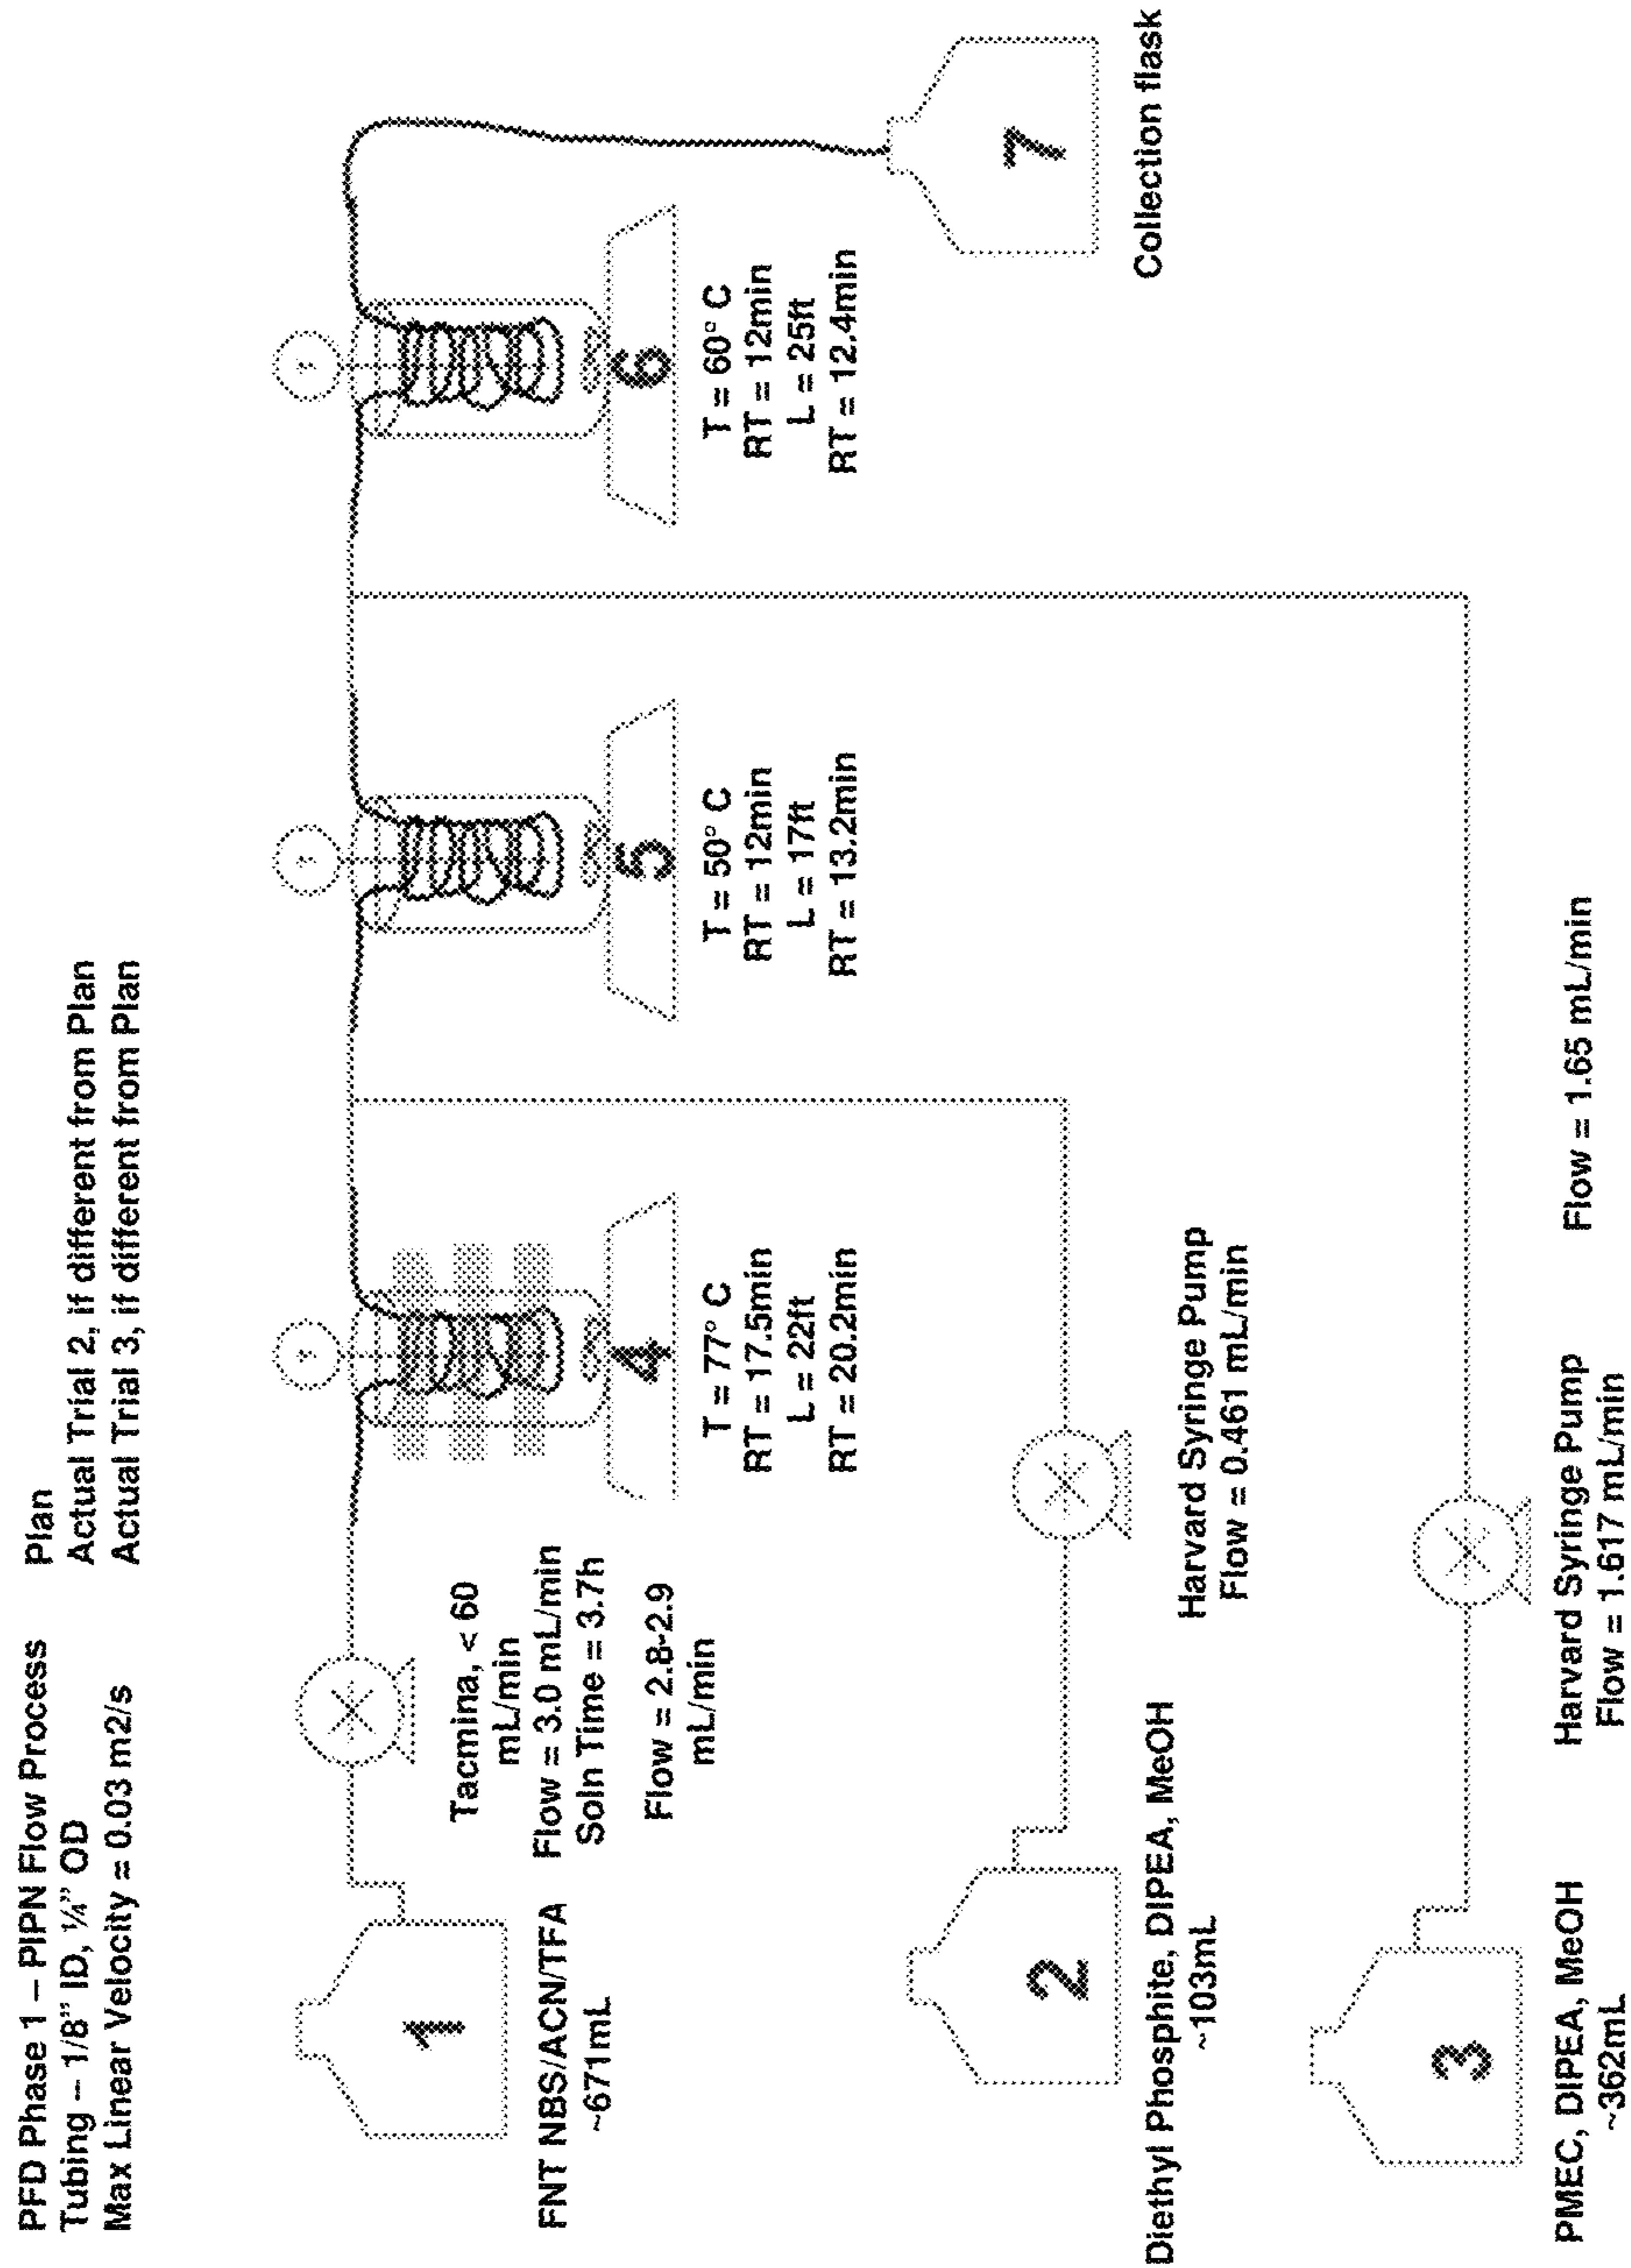 PFD Phase 1 – PIPN Flow Process
Tubing – 1/8” ID, ¼” OD
Max Linear Velocity = 0.03 m2/s
Plan
Actual Trial 2, if different from Plan
Actual Trial 3, if different from Plan
1
FNT NBS/ACN/TFA
~671mL
Tacmina, < 60
mL/min
Flow = 3.0 mL/min
Soln Time = 3.7h
Flow = 2.8-2.9
mL/min
4
T = 77° C
RT = 17.5min
L = 22ft
RT = 20.2min
5
T = 50° C
RT = 12min
L = 17ft
RT = 13.2min
6
T = 60° C
RT = 12min
L = 25ft
RT = 12.4min
7
Collection flask
2
Diethyl Phosphite, DIPEA, MeOH
~103mL
Harvard Syringe Pump
Flow = 0.461 mL/min
3
PMEC, DIPEA, MeOH
~362mL
Harvard Syringe Pump
Flow = 1.617 mL/min
Flow = 1.65 mL/min